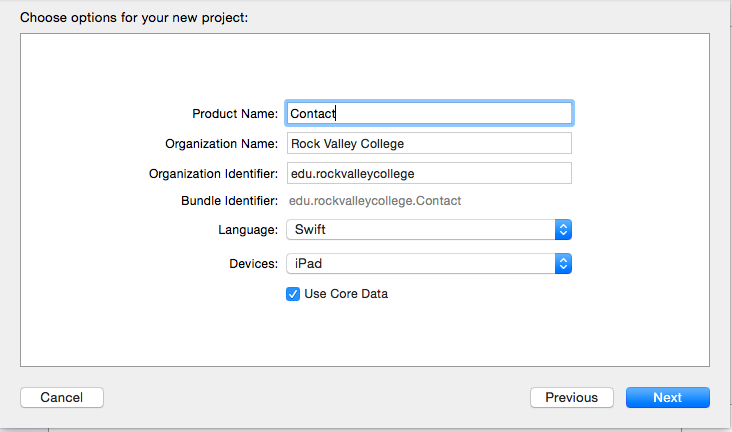 Choose options for your new project:
Product Name: Contact
Organization Name: Rock Valley College
Organization Identifier: edu.rockvalleycollege
Bundle Identifier: edu.rockvalleycollege.Contact
Language: Swift
Devices: iPad
Use Core Data
Cancel Previous Next